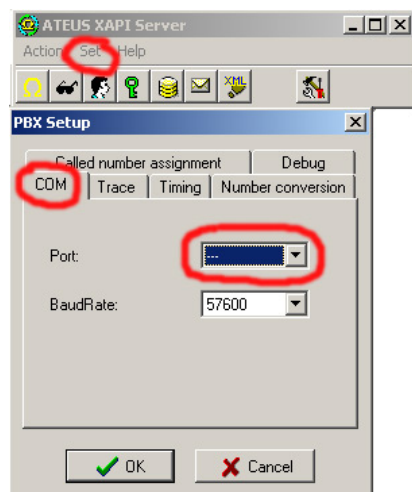 ATEUS XAPI Server
Action Set Help
XML
PBX Setup
Called number assignment Debug
COM Trace Timing Number conversion
Port: ---
BaudRate: 57600
OK Cancel